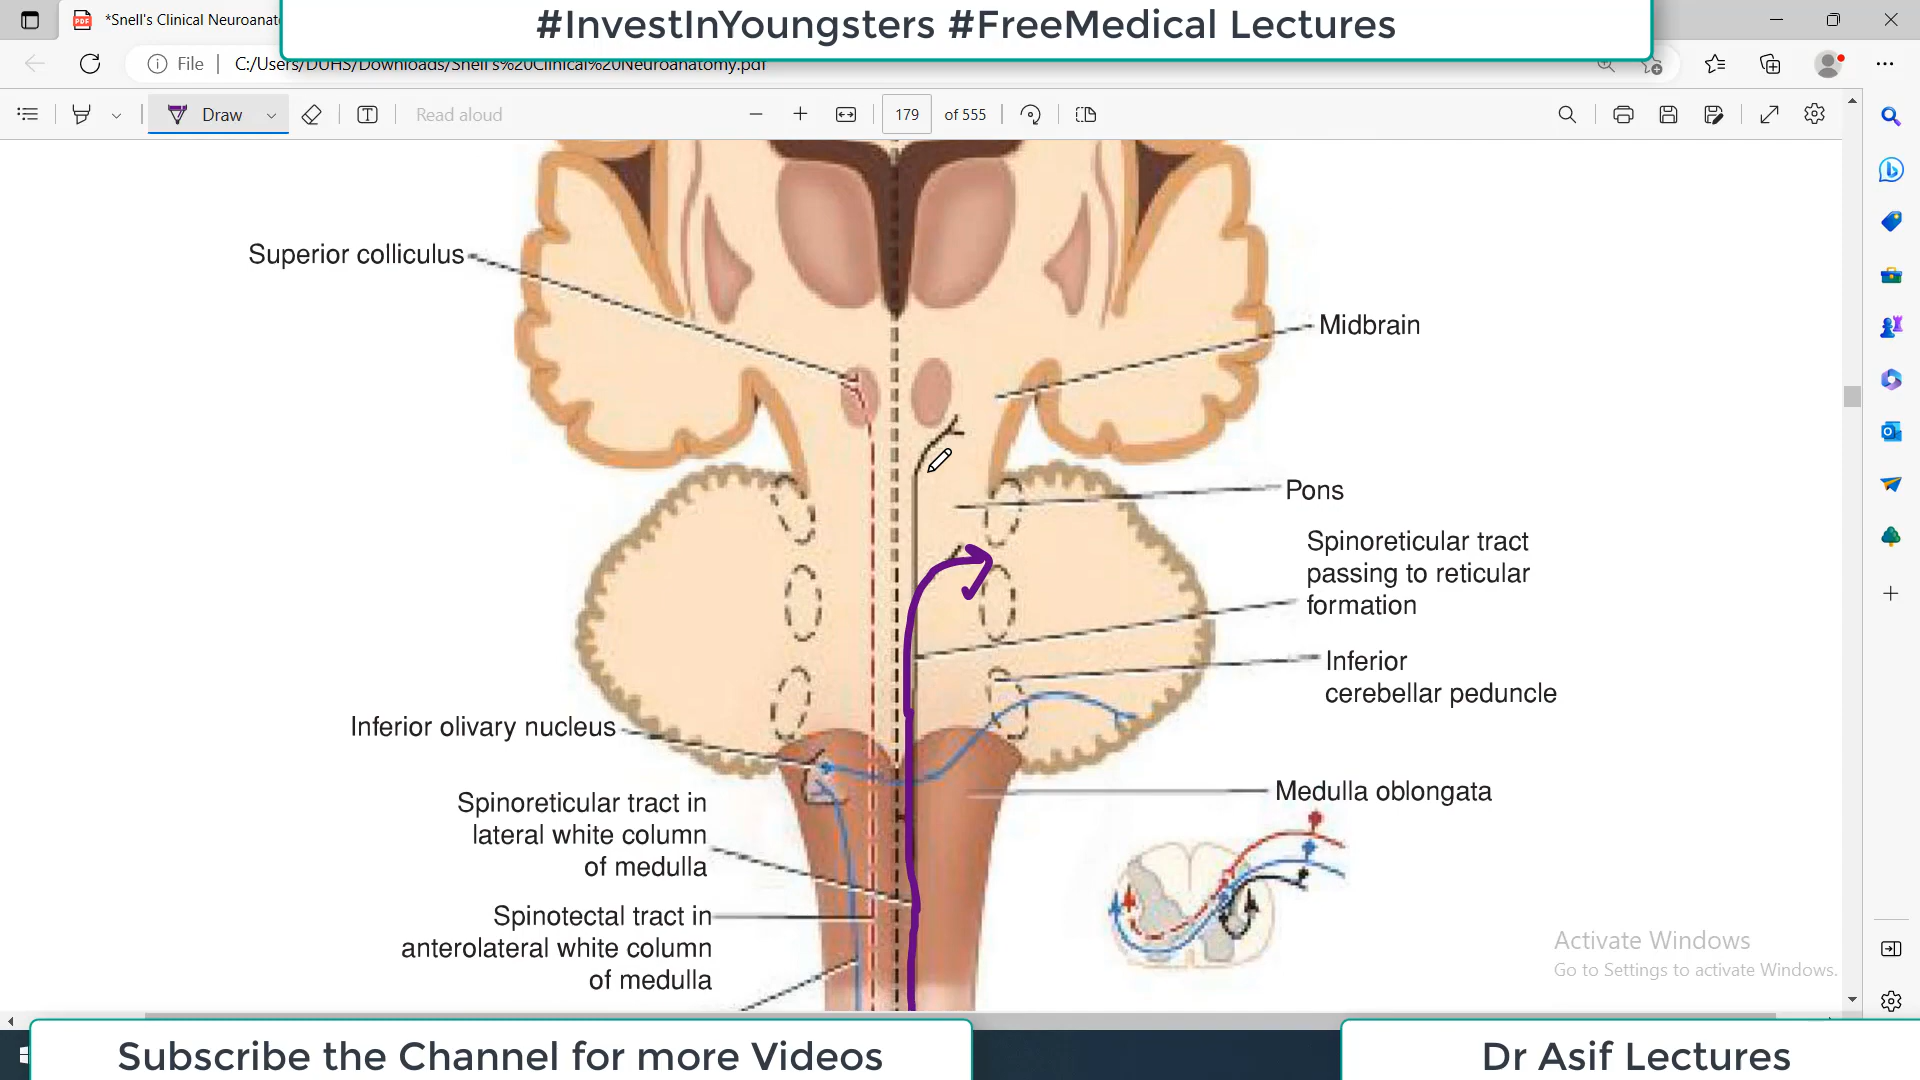 *Snell's Clinical Neuroanat
#InvestInYoungsters #FreeMedical Lectures
File
C:/Users/DUHS/Downloads/Snell's%20Clinical%20Neuroanatomy.pdf
Draw
Read aloud
179
of 555
Superior colliculus
Midbrain
Pons
Spinoreticular tract
passing to reticular
formation
Inferior
cerebellar peduncle
Inferior olivary nucleus
Medulla oblongata
Spinoreticular tract in
lateral white column
of medulla
Spinotectal tract in
anterolateral white column
of medulla
Activate Windows
Go to Settings to activate Windows.
Subscribe the Channel for more Videos
Dr Asif Lectures